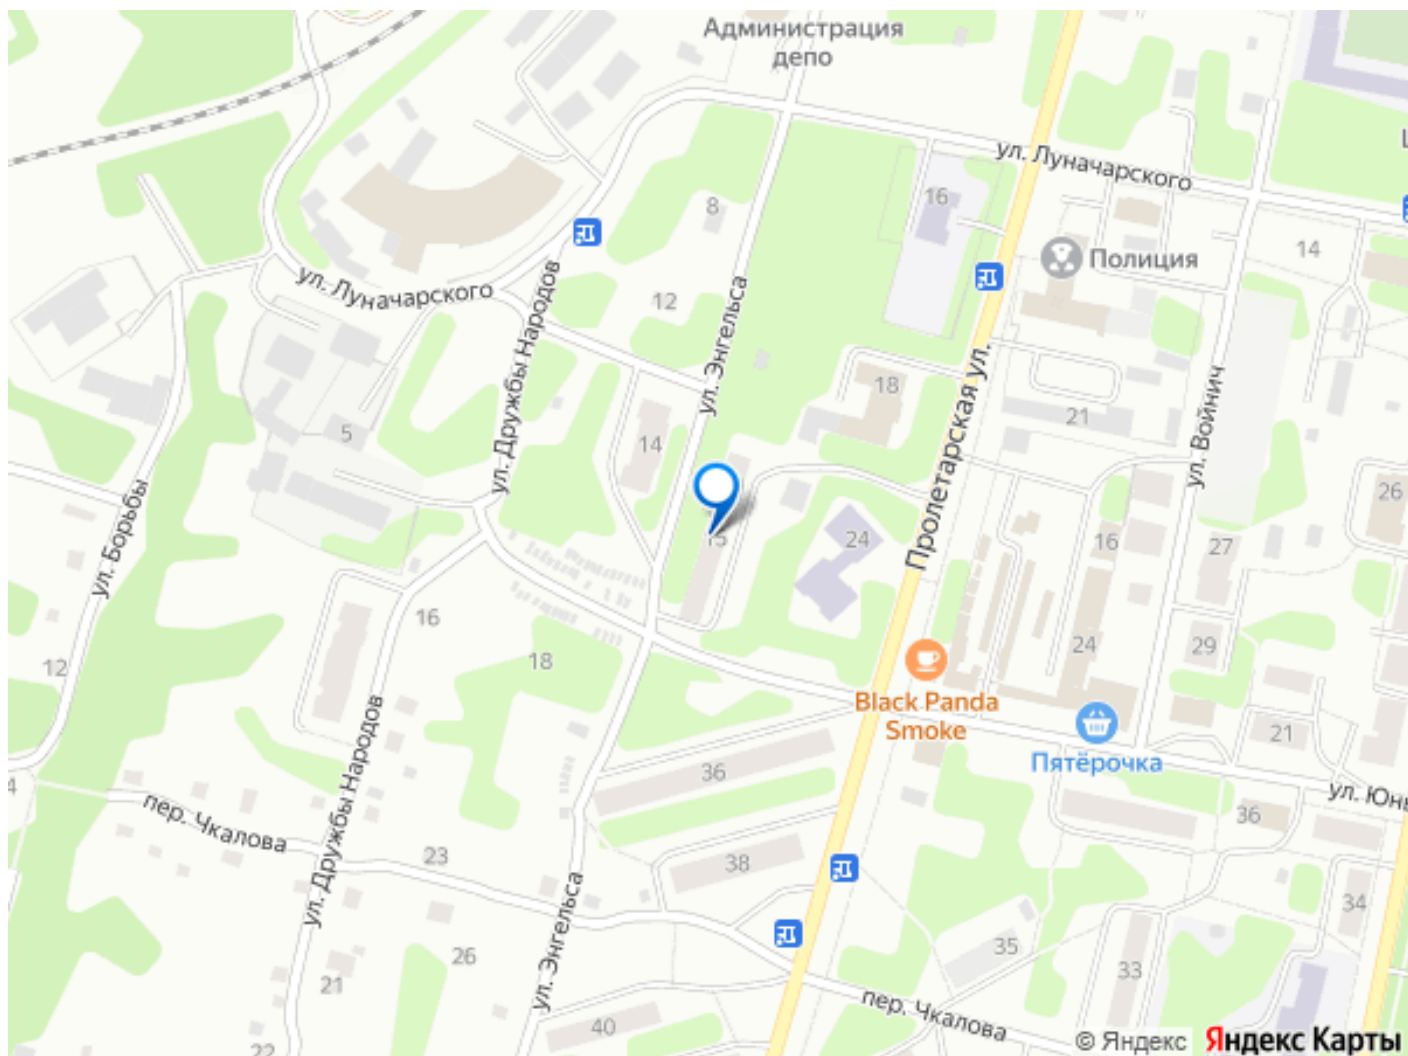 Администрация
депо
ул. Луначарского
16
8
Полиция
14
ул. Луначарского
12
ул. Дружбы Народов
ул. Энгельса
Пролетарская ул.
18
21
ул. Войнич
5
14
ул. Борьбы
26
15
24
16
27
16
12
18
24
29
Black Panda
Smoke
Пятёрочка
21
36
ул. Дружбы Народов
пер. Чкалова
ул. Юн
36
23
38
ул. Энгельса
34
26
35
33
21
пер. Чкалова
40
22
© Яндекс
Яндекс Карты